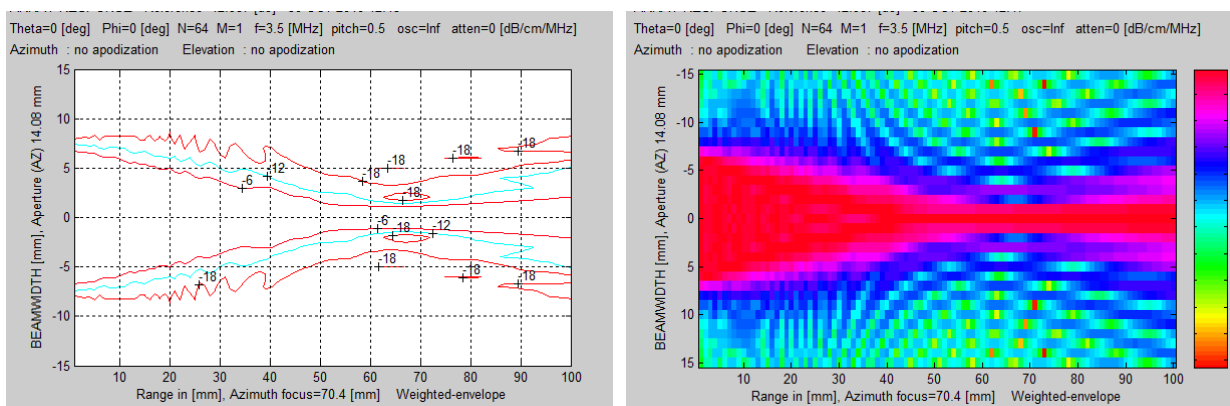 Theta=0 [deg] Phi=0 [deg] N=64 M=1 f=3.5 [MHz] pitch=0.5 osc=Inf atten=0 [dB/cm/MHz]
Azimuth : no apodization Elevation : no apodization
BEAMWIDTH [mm], Aperture (AZ) 14.08 mm
15
10
5
0
-5
-10
-15
-6
-12
-18
-18
-18
-18
-18
-18
-6
-12
-18
-18
-18
-18
-18
10 20 30 40 50 60 70 80 90 100
Range in [mm], Azimuth focus=70.4 [mm] Weighted-envelope
Theta=0 [deg] Phi=0 [deg] N=64 M=1 f=3.5 [MHz] pitch=0.5 osc=Inf atten=0 [dB/cm/MHz]
Azimuth : no apodization Elevation : no apodization
BEAMWIDTH [mm], Aperture (AZ) 14.08 mm
-15
-10
-5
0
5
10
15
10 20 30 40 50 60 70 80 90 100
Range in [mm], Azimuth focus=70.4 [mm] Weighted-envelope